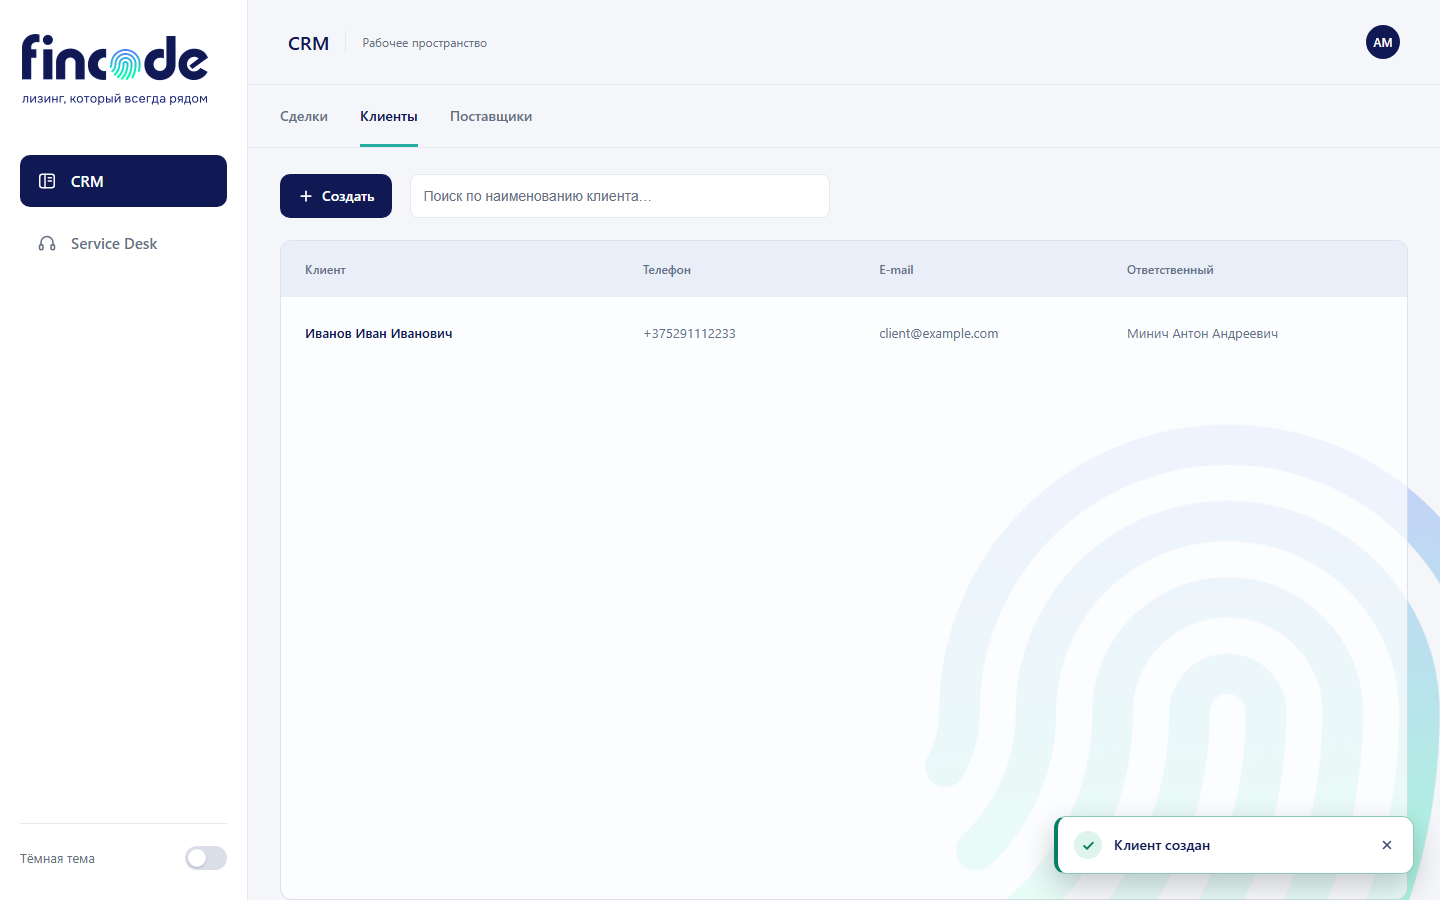 fincode
лизинг, который всегда рядом
CRM
Service Desk
Тёмная тема
CRM
Рабочее пространство
AM
Сделки
Клиенты
Поставщики
Создать
Поиск по наименованию клиента...
Клиент
Телефон
E-mail
Ответственный
Иванов Иван Иванович
+375291112233
client@example.com
Минич Антон Андреевич
Клиент создан